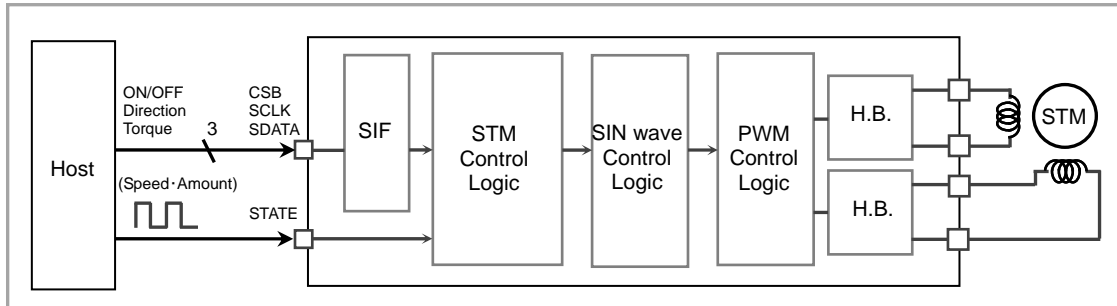 Host
ON/OFF
Direction
Torque
3
CSB
SCLK
SDATA
(Speed･Amount)
STATE
SIF
STM
Control
Logic
SIN wave
Control
Logic
PWM
Control
Logic
H.B.
H.B.
STM